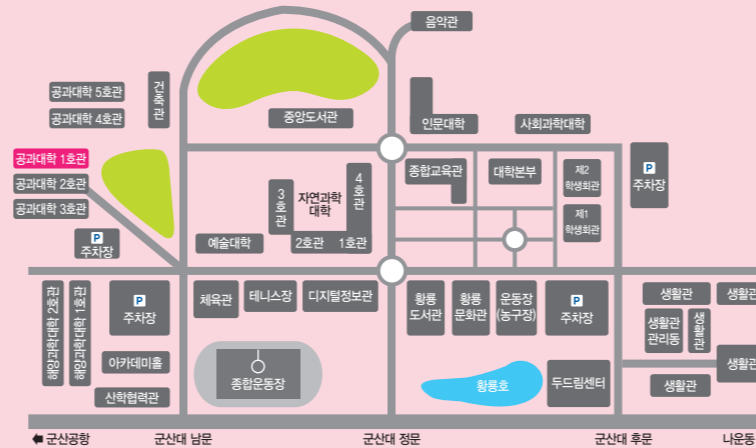 음악관
공과대학 5호관
건축관
공과대학 4호관
중앙도서관
인문대학
사회과학대학
공과대학 1호관
공과대학 2호관
공과대학 3호관
3호관
자연과학
대학
4호관
2호관
1호관
종합교육관
대학본부
제2
학생회관
제1
학생회관
P
주차장
P
주차장
예술대학
해양과학대학 2호관
해양과학대학 1호관
P
주차장
체육관
테니스장
디지털정보관
황룡
도서관
황룡
문화관
운동장
(농구장)
P
주차장
생활관
생활관
생활관
관리동
생활관
생활관
생활관
아카데미홀
산학협력관
종합운동장
황룡호
두드림센터
군산공항
군산대 남문
군산대 정문
군산대 후문
나운동